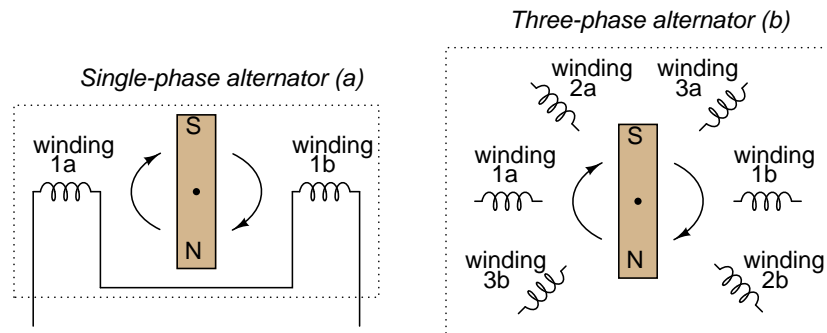 Three-phase alternator (b)
Single-phase alternator (a)
winding
1a
S
N
winding
1b
winding
2a
winding
3a
winding
1a
S
N
winding
1b
winding
3b
winding
2b